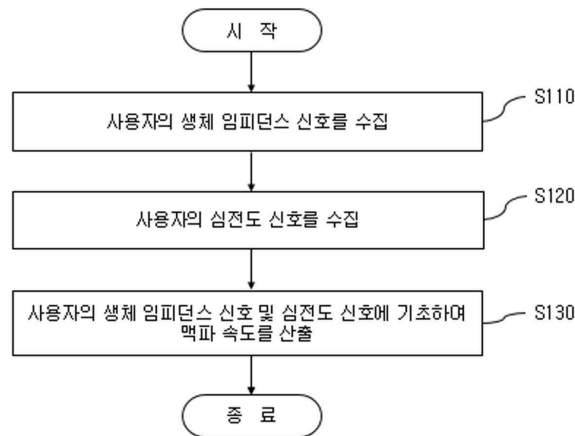 시 작
사용자의 생체 임피던스 신호를 수집
S110
사용자의 심전도 신호를 수집
S120
사용자의 생체 임피던스 신호 및 심전도 신호에 기초하여
맥파 속도를 산출
S130
종 료